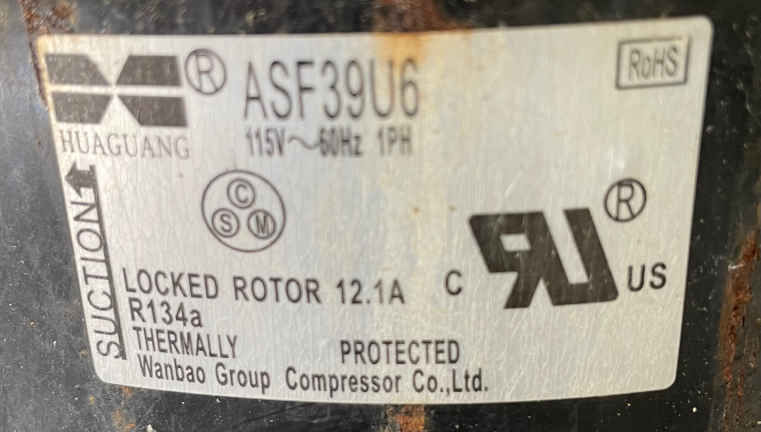 ® ASF39U6
RoHS
HUAGUANG
115V~60Hz 1PH
SUCTION
C
S M
LOCKED ROTOR 12.1A
R134a
THERMALLY PROTECTED
Wanbao Group Compressor Co.,Ltd.
C RU ® US